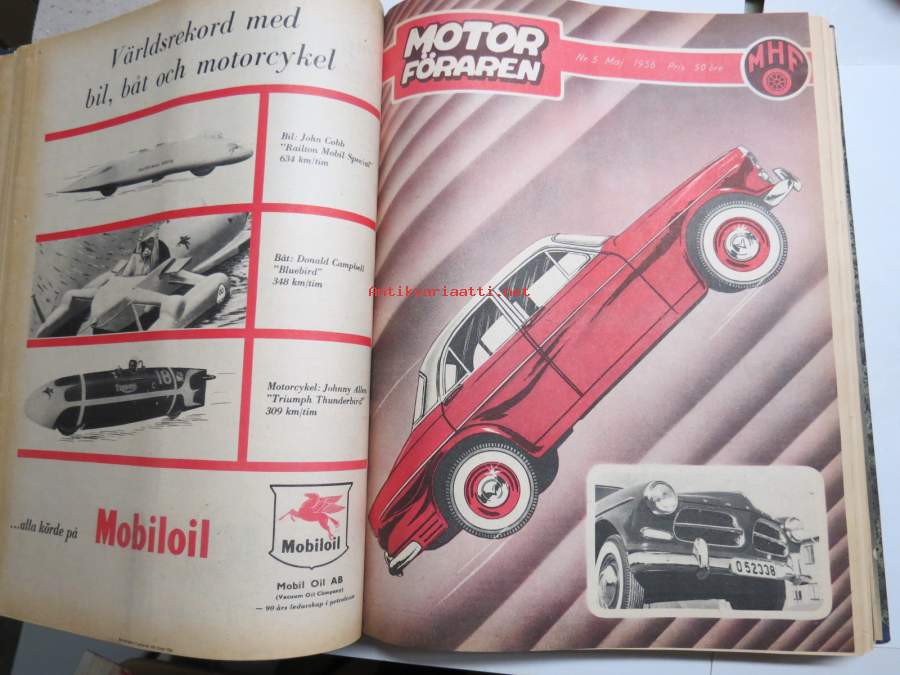 Världsrekord med
bil, båt och motorcykel
Bil: John Cobb
"Railton Mobil Special"
634 km/tim
Båt: Donald Campbell
"Bluebird"
348 km/tim
18
Motorcykel: Johnny Allen
"Triumph Thunderbird"
309 km/tim
...alla körde på
Mobiloil
Mobiloil
Mobil Oil AB
(Vacuum Oil Company)
— 90 års ledarskap i petroleum
MOTOR
FÖRAREN
Nr 5 Maj 1956 Pris 50 öre
MHF
Antikvariaatti.net
O 52338